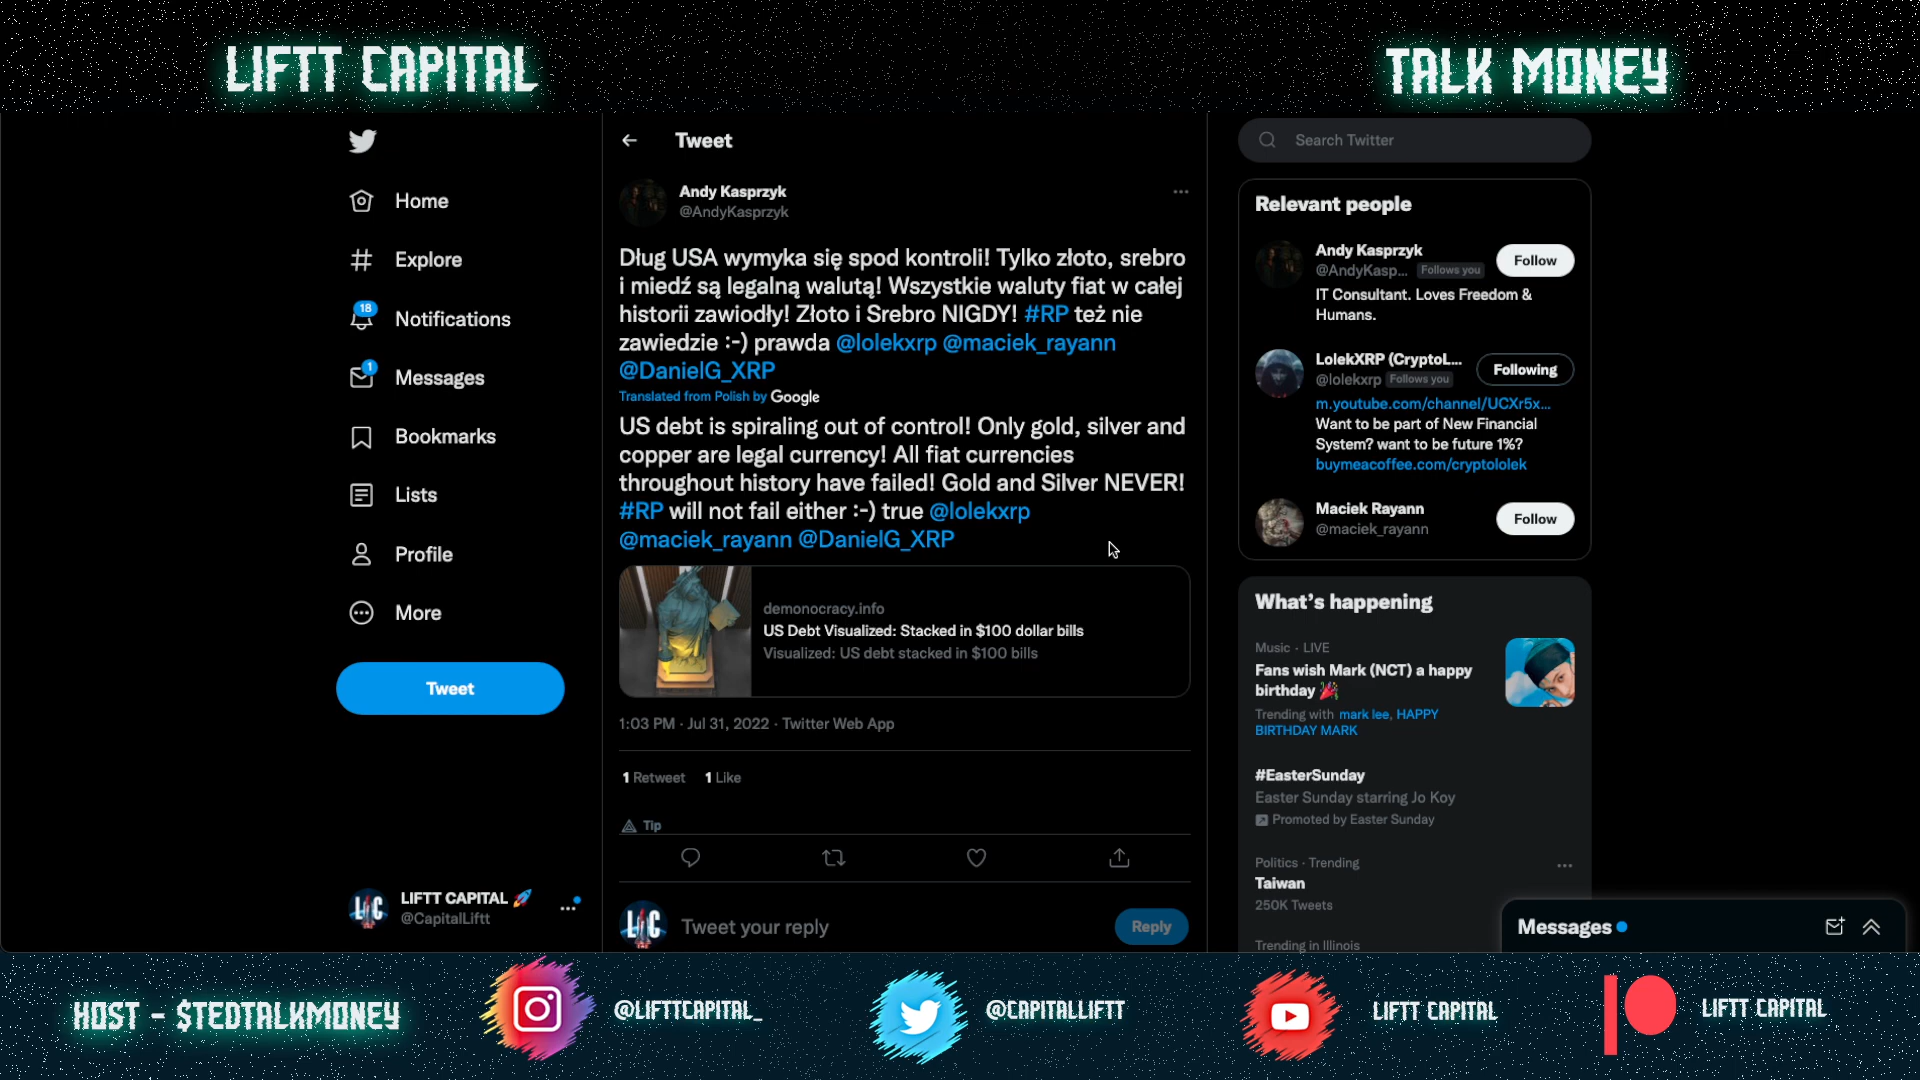 LIFTT CAPITAL
TALK MONEY
Home
Explore
18
Notifications
1
Messages
Bookmarks
Lists
Profile
More
Tweet
LIFTT CAPITAL 🚀
@CapitalLiftt
Tweet
Andy Kasprzyk
@AndyKasprzyk
Dług USA wymyka się spod kontroli! Tylko złoto, srebro
i miedź są legalną walutą! Wszystkie waluty fiat w całej
historii zawiodły! Złoto i Srebro NIGDY! #RP też nie
zawiedzie :-) prawda @lolekxrp @maciek_rayann
@DanielG_XRP
Translated from Polish by Google
US debt is spiraling out of control! Only gold, silver and
copper are legal currency! All fiat currencies
throughout history have failed! Gold and Silver NEVER!
#RP will not fail either :-) true @lolekxrp
@maciek_rayann @DanielG_XRP
demonocracy.info
US Debt Visualized: Stacked in $100 dollar bills
Visualized: US debt stacked in $100 bills
1:03 PM · Jul 31, 2022 · Twitter Web App
1 Retweet 1 Like
Tip
LC
Tweet your reply
Reply
Search Twitter
Relevant people
Andy Kasprzyk
@AndyKasp... Follows you
Follow
IT Consultant. Loves Freedom &
Humans.
LolekXRP (CryptoL...
@lolekxrp Follows you
Following
m.youtube.com/channel/UCXr5x...
Want to be part of New Financial
System? want to be future 1%?
buymeacoffee.com/cryptololek
Maciek Rayann
@maciek_rayann
Follow
What's happening
Music · LIVE
Fans wish Mark (NCT) a happy
birthday 🎉
Trending with mark lee, HAPPY
BIRTHDAY MARK
#EasterSunday
Easter Sunday starring Jo Koy
Promoted by Easter Sunday
Politics · Trending
Taiwan
250K Tweets
Trending in Illinois
Messages
HOST - $TEDTALKMONEY
@LIFTTCAPITAL_
@CAPITALLIFTT
LIFTT CAPITAL
LIFTT CAPITAL